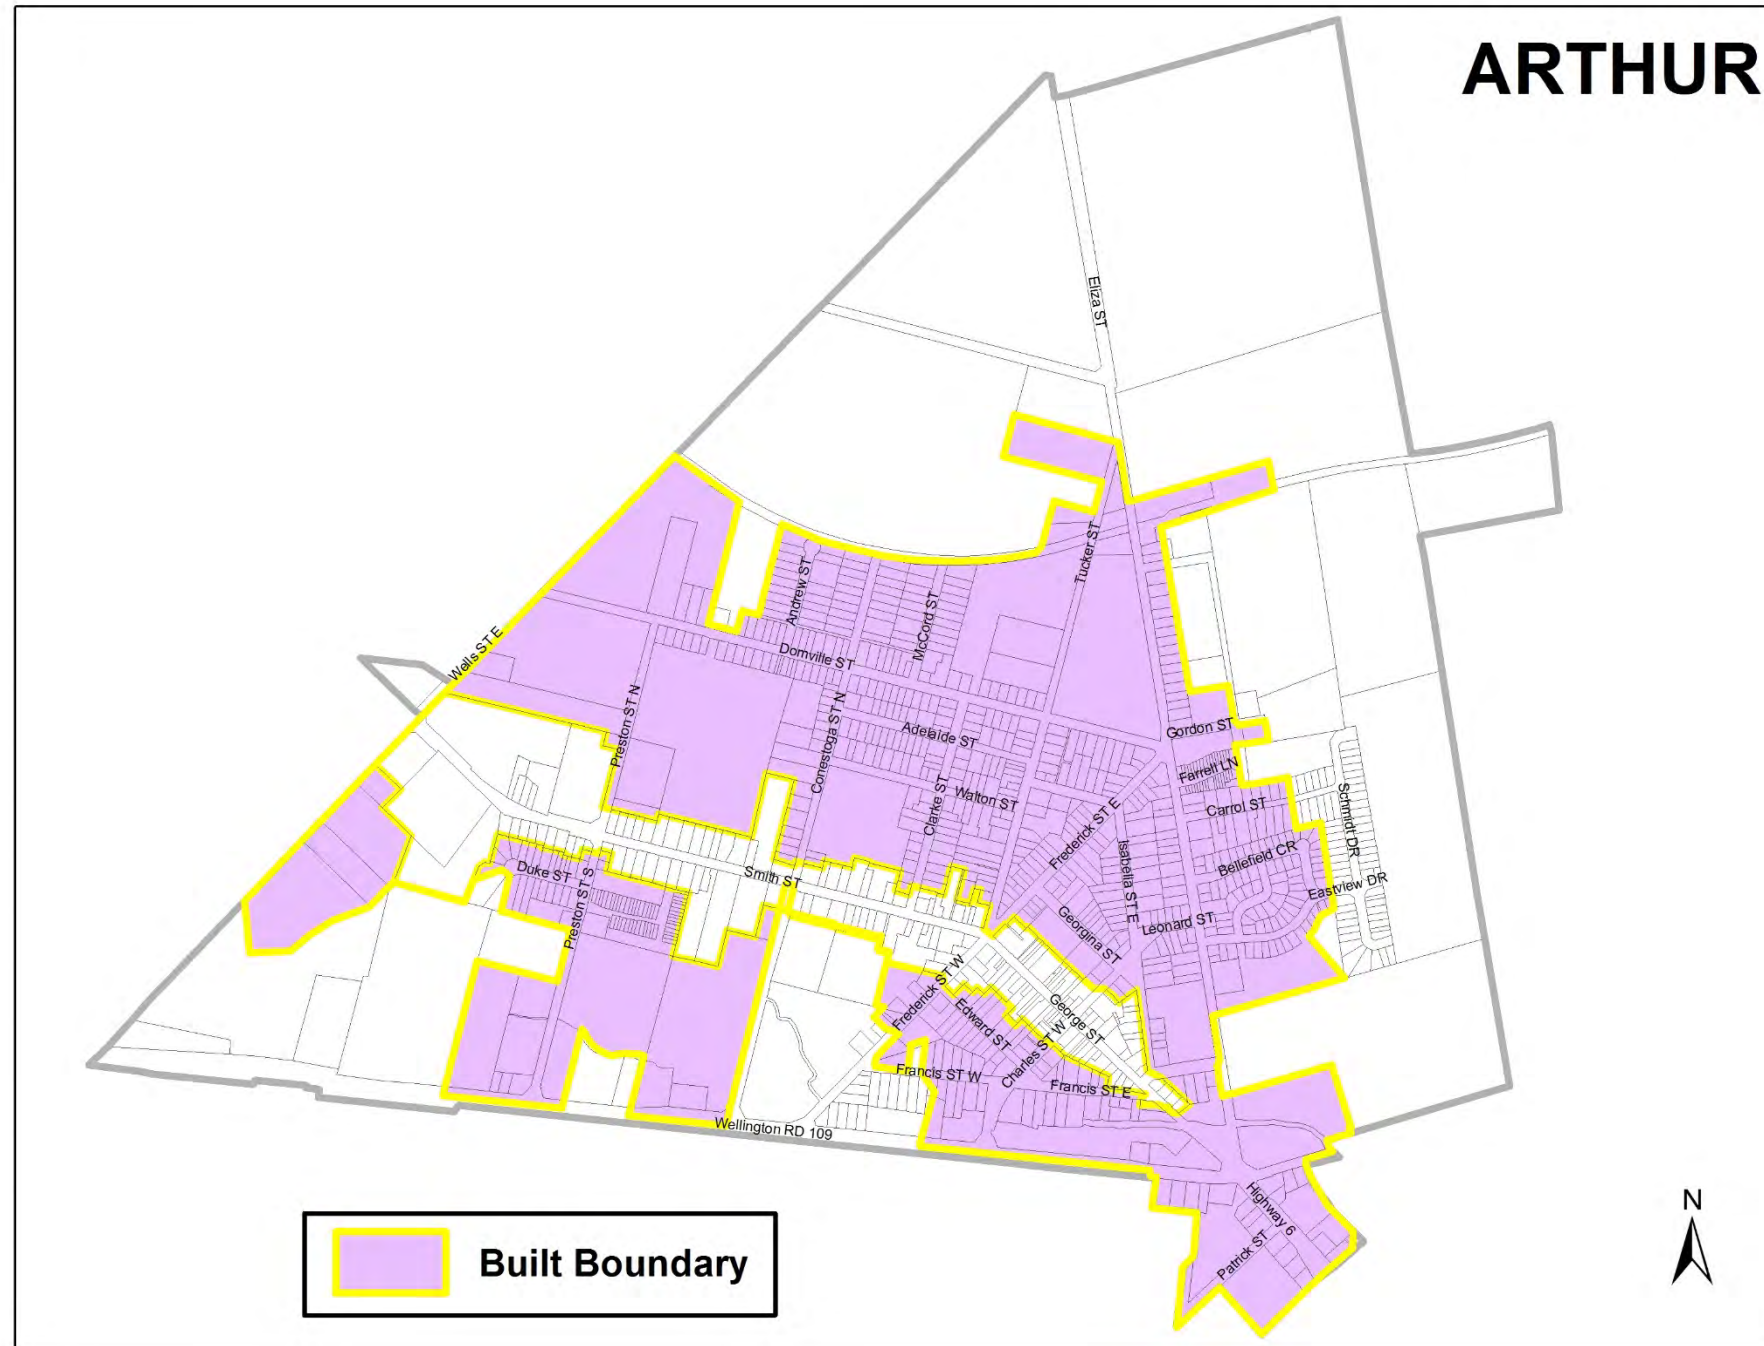 ARTHUR
Eliza ST
Tucker ST
Andrew ST
McCord ST
Domville ST
Wells ST E
Preston ST N
Conestoga ST N
Adelaide ST
Gordon ST
Farrell LN
Walton ST
Clarke ST
Carrol ST
Schmidt DR
Frederick ST E
Isabella ST E
Bellefield CR
Eastview DR
Smith ST
Duke ST
Preston ST S
Georgina ST
Leonard ST
Frederick ST W
Edward ST
George ST
Charles ST W
Francis ST W
Francis ST E
Wellington RD 109
Highway 6
Patrick ST
N
Built Boundary